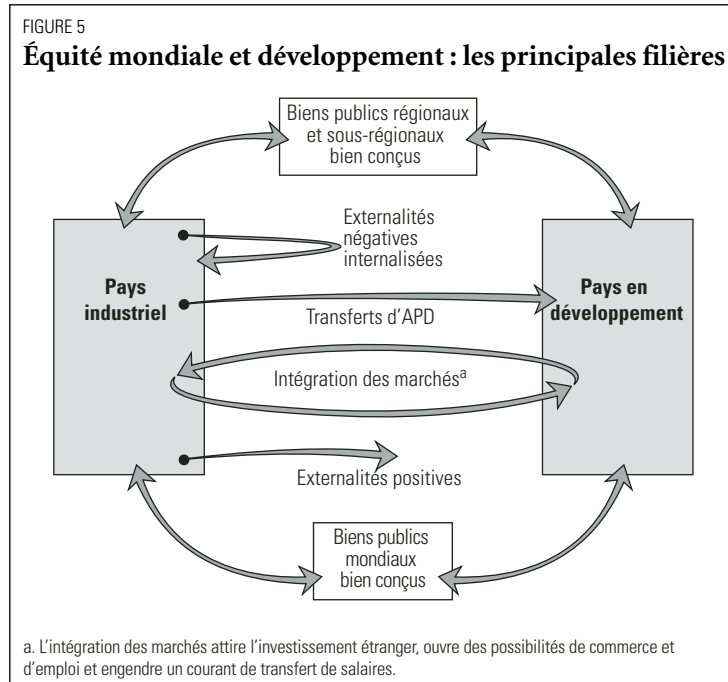 FIGURE 5
Équité mondiale et développement : les principales filières
Biens publics régionaux
et sous-régionaux
bien conçus
Externalités
négatives
internalisées
Pays
industriel
Pays en
développement
Transferts d'APD
Intégration des marchésᵃ
Externalités positives
Biens publics
mondiaux
bien conçus
a. L'intégration des marchés attire l'investissement étranger, ouvre des possibilités de commerce et
d'emploi et engendre un courant de transfert de salaires.